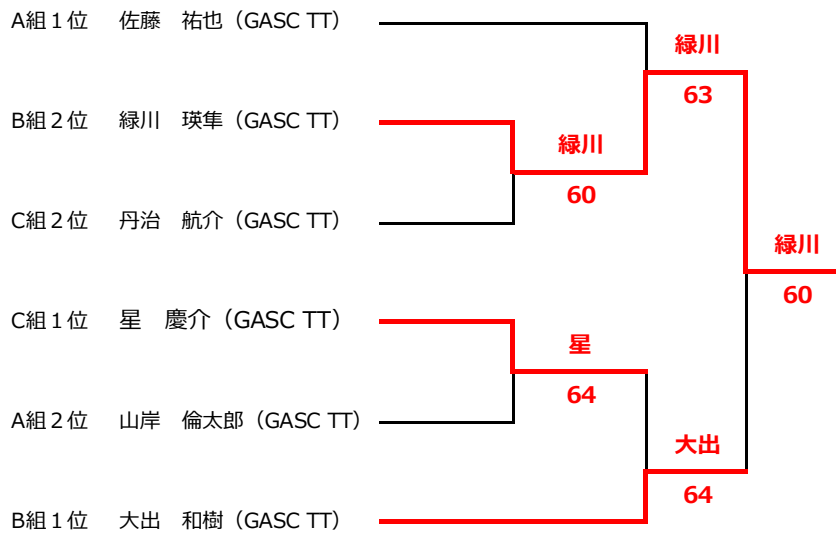 A組１位 佐藤 祐也（GASC TT）
緑川
63
B組２位 緑川 瑛隼（GASC TT）
緑川
60
C組２位 丹治 航介（GASC TT）
緑川
60
C組１位 星 慶介（GASC TT）
星
64
A組２位 山岸 倫太郎（GASC TT）
大出
64
B組１位 大出 和樹（GASC TT）